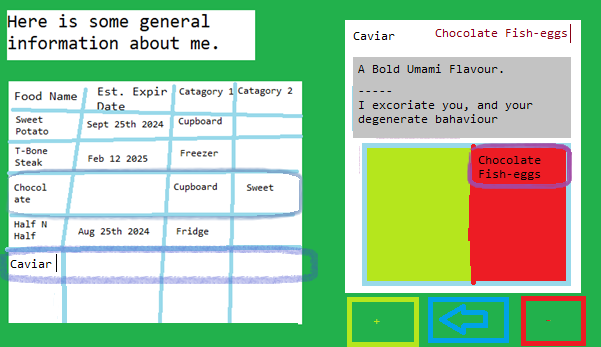 Here is some general
information about me.
Food Name
Est. Expir
Date
Catagory 1
Catagory 2
Sweet
Potato
Sept 25th 2024
Cupboard
T-Bone
Steak
Feb 12 2025
Freezer
Chocol
ate
Cupboard
Sweet
Half N
Half
Aug 25th 2024
Fridge
Caviar
Caviar
Chocolate Fish-eggs
A Bold Umami Flavour.
-----
I excoriate you, and your
degenerate bahaviour
Chocolate
Fish-eggs
+
-